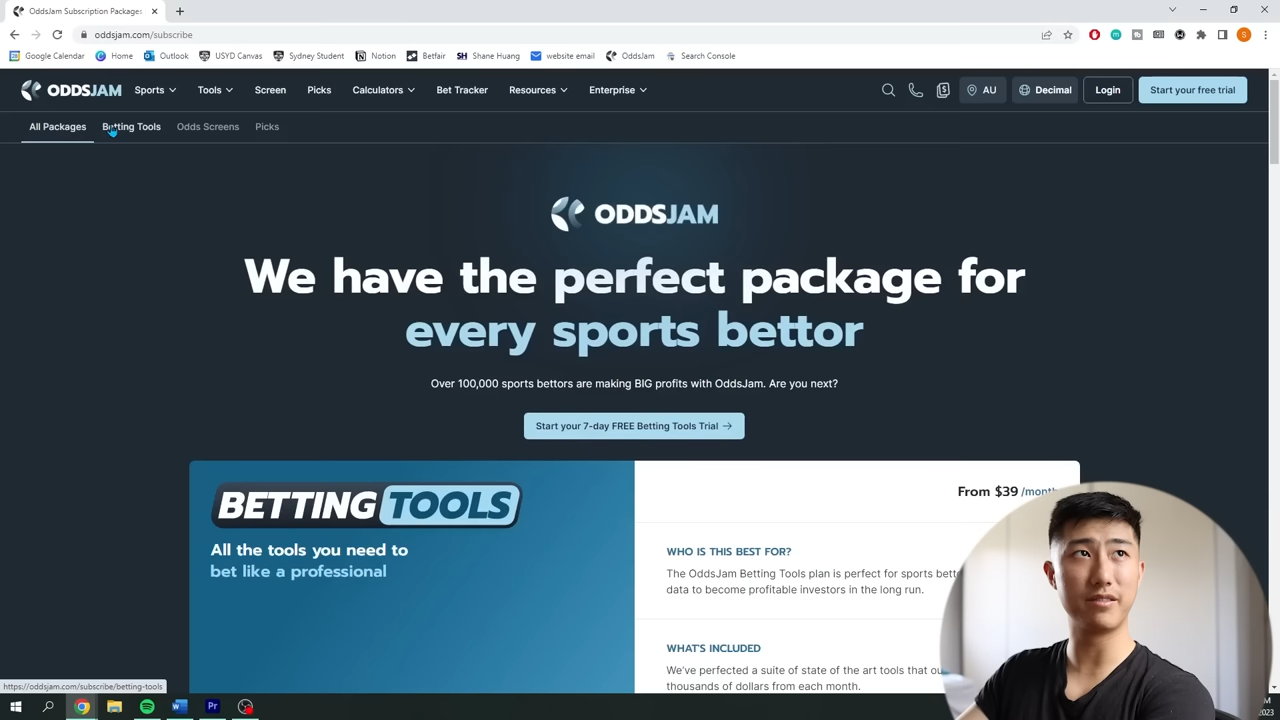 OddsJam Subscription Packages
oddsjam.com/subscribe
Google Calendar Home Outlook USYD Canvas Sydney Student Notion Betfair Shane Huang website email OddsJam Search Console
ODDSJAM Sports Tools Screen Picks Calculators Bet Tracker Resources Enterprise AU Decimal Login Start your free trial
All Packages Betting Tools Odds Screens Picks
ODDSJAM
We have the perfect package for
every sports bettor
Over 100,000 sports bettors are making BIG profits with OddsJam. Are you next?
Start your 7-day FREE Betting Tools Trial →
BETTING TOOLS
From $39 /month
All the tools you need to
bet like a professional
WHO IS THIS BEST FOR?
The OddsJam Betting Tools plan is perfect for sports
data to become profitable investors in the long run.
WHAT'S INCLUDED
We've perfected a suite of state of the art tools that
thousands of dollars from each month.
https://oddsjam.com/subscribe/betting-tools